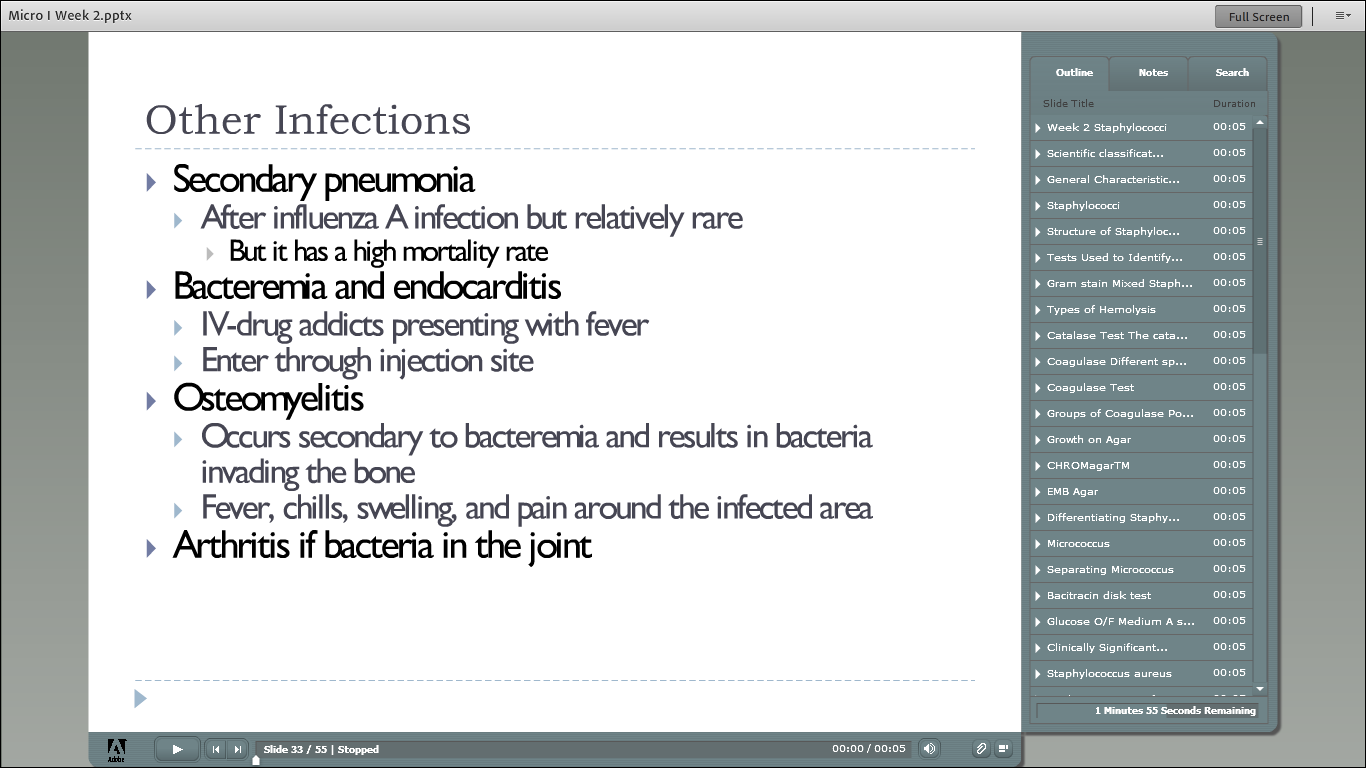 Micro I Week 2.pptx
Full Screen
Other Infections
Secondary pneumonia
After influenza A infection but relatively rare
But it has a high mortality rate
Bacteremia and endocarditis
IV-drug addicts presenting with fever
Enter through injection site
Osteomyelitis
Occurs secondary to bacteremia and results in bacteria
invading the bone
Fever, chills, swelling, and pain around the infected area
Arthritis if bacteria in the joint
Outline Notes Search
Slide Title Duration
Week 2 Staphylococci 00:05
Scientific classificat... 00:05
General Characteristic... 00:05
Staphylococci 00:05
Structure of Staphyloc... 00:05
Tests Used to Identify... 00:05
Gram stain Mixed Staph... 00:05
Types of Hemolysis 00:05
Catalase Test The cata... 00:05
Coagulase Different sp... 00:05
Coagulase Test 00:05
Groups of Coagulase Po... 00:05
Growth on Agar 00:05
CHROMagarTM 00:05
EMB Agar 00:05
Differentiating Staphy... 00:05
Micrococcus 00:05
Separating Micrococcus 00:05
Bacitracin disk test 00:05
Glucose O/F Medium A s... 00:05
Clinically Significant... 00:05
Staphylococcus aureus 00:05
1 Minutes 55 Seconds Remaining
Adobe
Slide 33 / 55 | Stopped 00:00 / 00:05